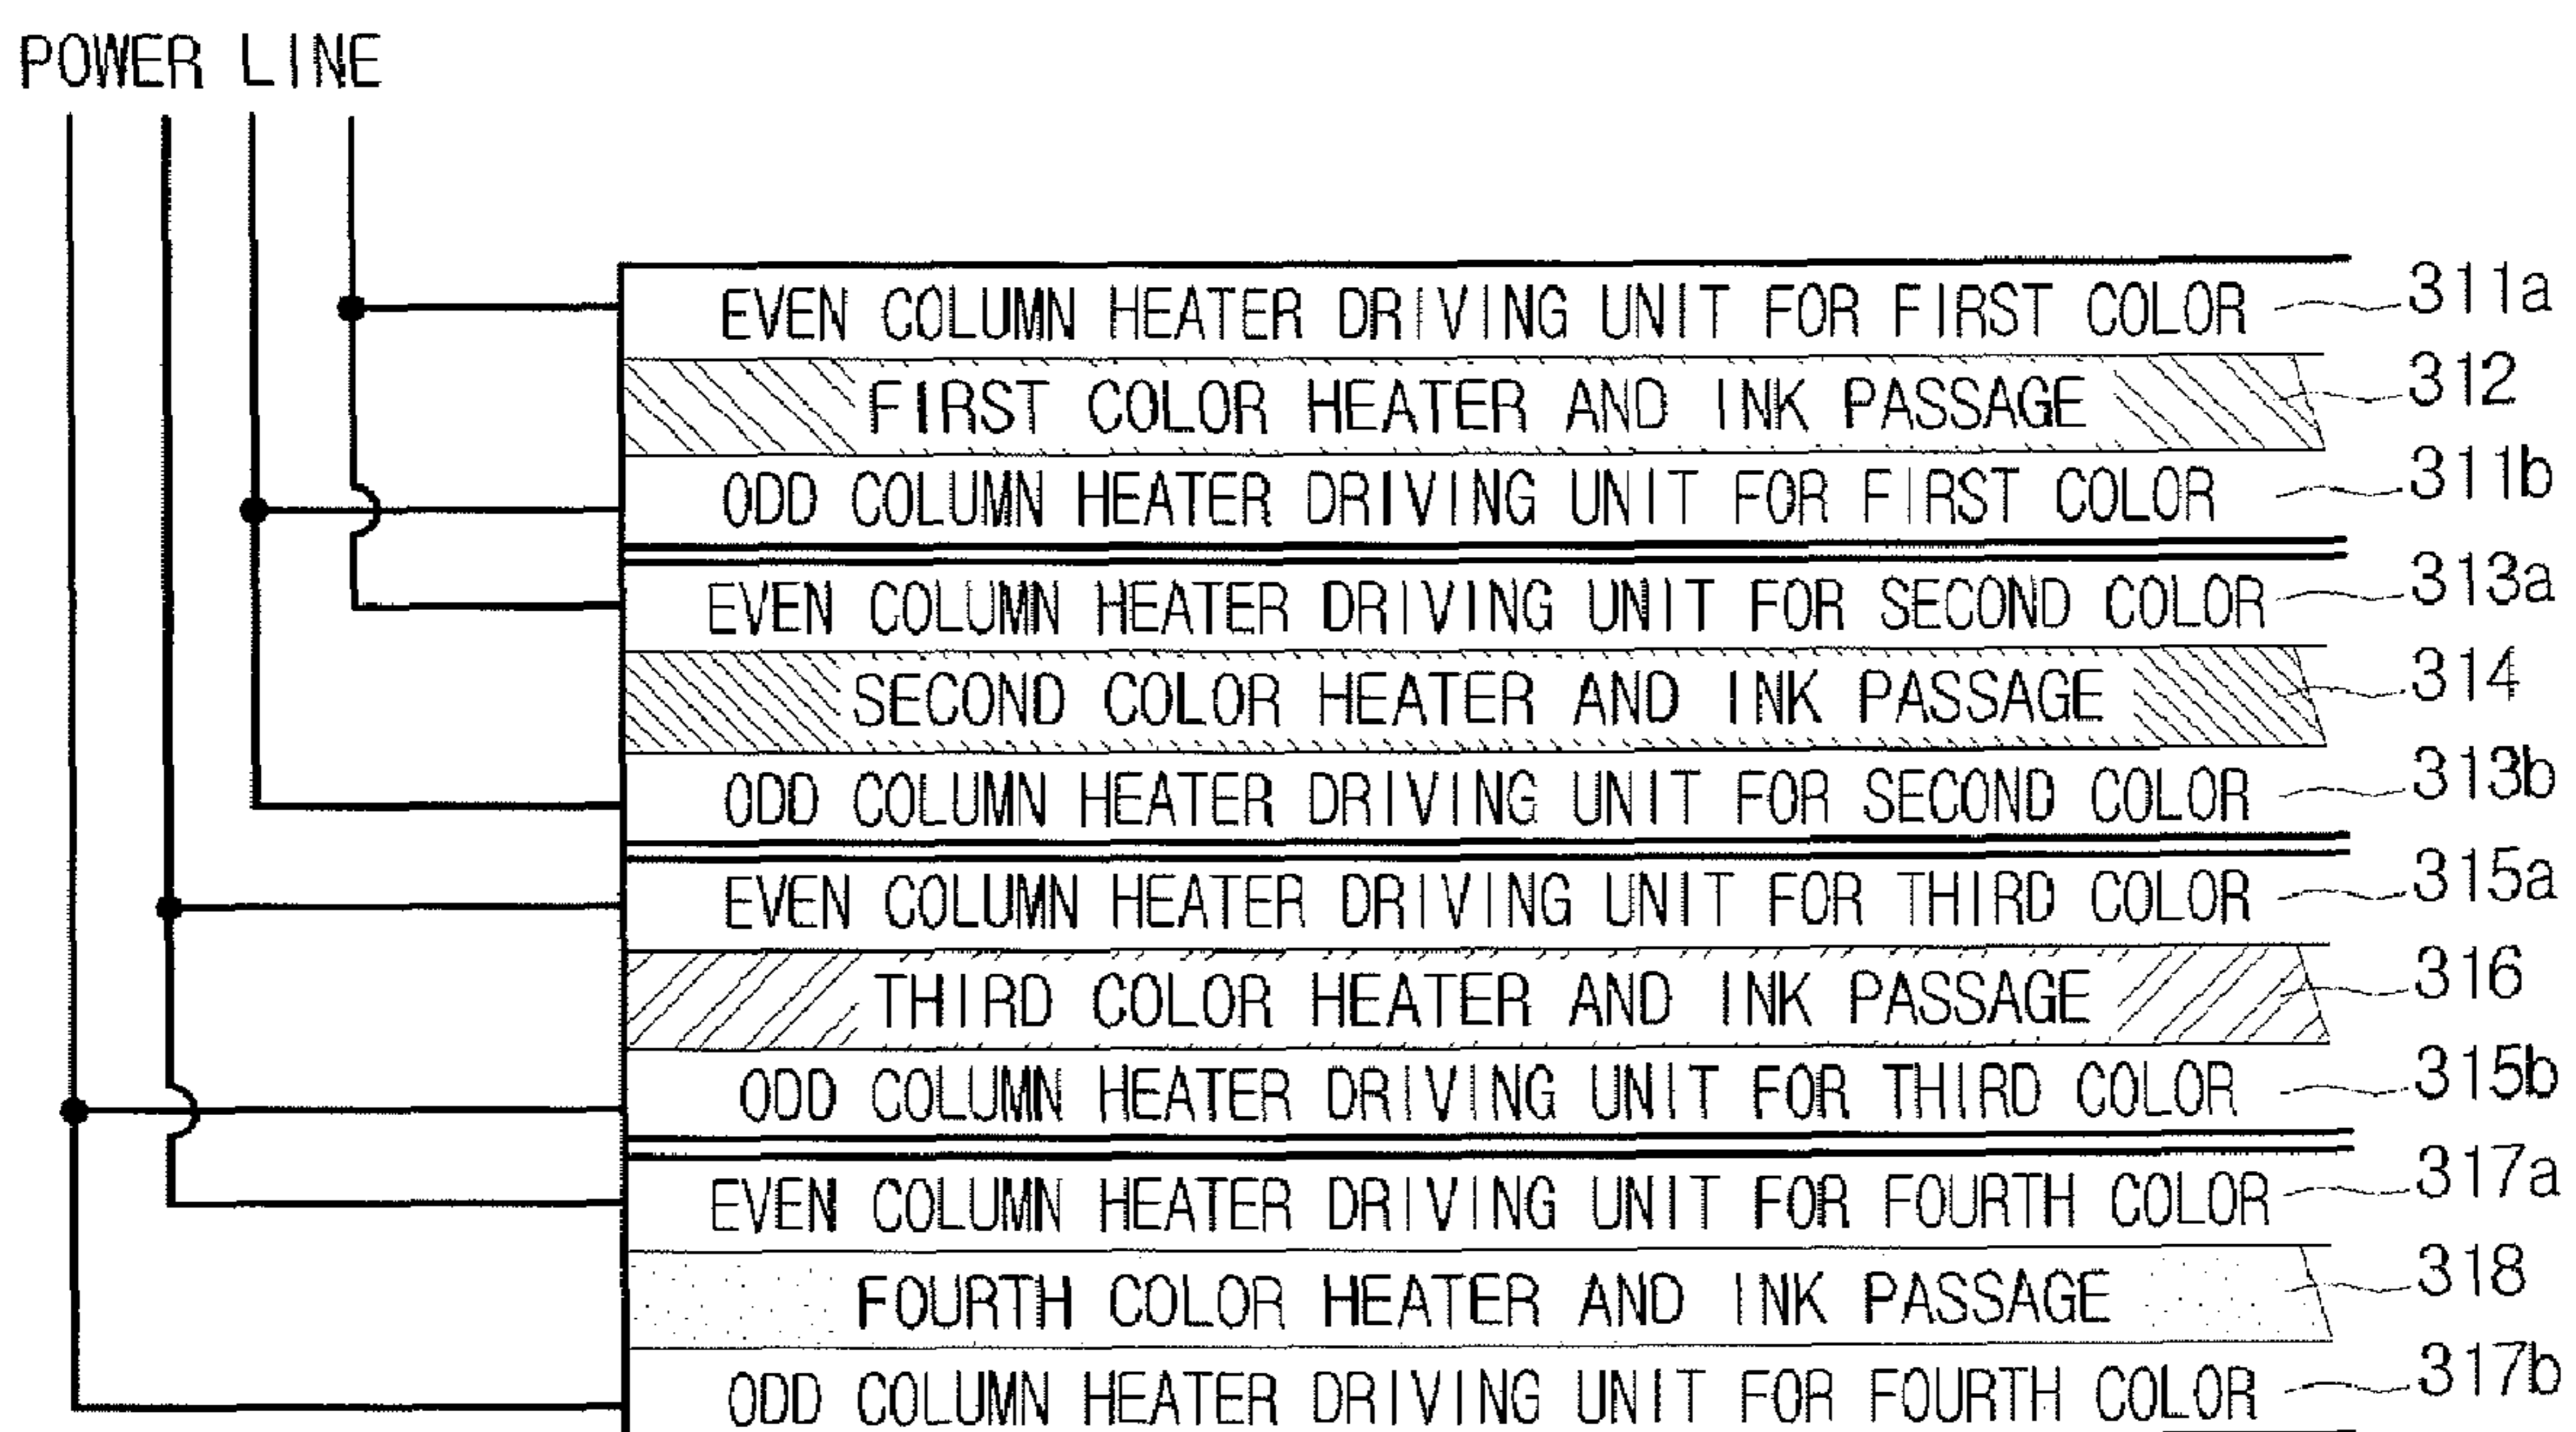 POWER LINE
EVEN COLUMN HEATER DRIVING UNIT FOR FIRST COLOR 311a
FIRST COLOR HEATER AND INK PASSAGE 312
ODD COLUMN HEATER DRIVING UNIT FOR FIRST COLOR 311b
EVEN COLUMN HEATER DRIVING UNIT FOR SECOND COLOR 313a
SECOND COLOR HEATER AND INK PASSAGE 314
ODD COLUMN HEATER DRIVING UNIT FOR SECOND COLOR 313b
EVEN COLUMN HEATER DRIVING UNIT FOR THIRD COLOR 315a
THIRD COLOR HEATER AND INK PASSAGE 316
ODD COLUMN HEATER DRIVING UNIT FOR THIRD COLOR 315b
EVEN COLUMN HEATER DRIVING UNIT FOR FOURTH COLOR 317a
FOURTH COLOR HEATER AND INK PASSAGE 318
ODD COLUMN HEATER DRIVING UNIT FOR FOURTH COLOR 317b